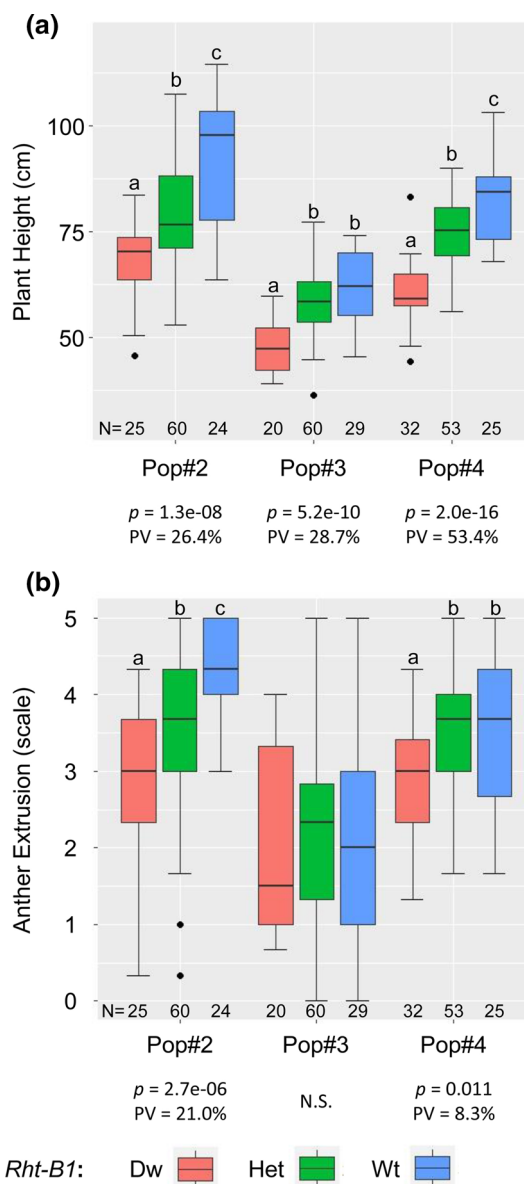 (a)
c
b
a
b
b
a
c
b
a
100
75
50
Plant Height (cm)
N= 25 60 24 20 60 29 32 53 25
Pop#2 Pop#3 Pop#4
p = 1.3e-08 p = 5.2e-10 p = 2.0e-16
PV = 26.4% PV = 28.7% PV = 53.4%
(b)
a
b
c
a
b
b
5
4
3
2
1
0
Anther Extrusion (scale)
N= 25 60 24 20 60 29 32 53 25
Pop#2 Pop#3 Pop#4
p = 2.7e-06 N.S. p = 0.011
PV = 21.0% PV = 8.3%
Rht-B1: Dw Het Wt